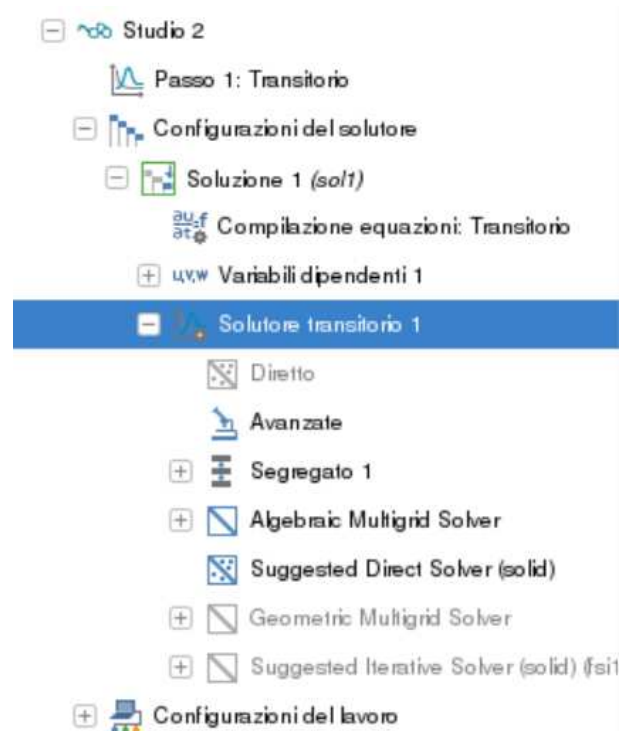 Studio 2
Passo 1: Transitorio
Configurazioni del solutore
Soluzione 1 (sol1)
Compilazione equazioni: Transitorio
u,v,w Variabili dipendenti 1
Solutore transitorio 1
Diretto
Avanzate
Segregato 1
Algebraic Multigrid Solver
Suggested Direct Solver (solid)
Geometric Multigrid Solver
Suggested Iterative Solver (solid) (fsi1
Configurazioni del lavoro